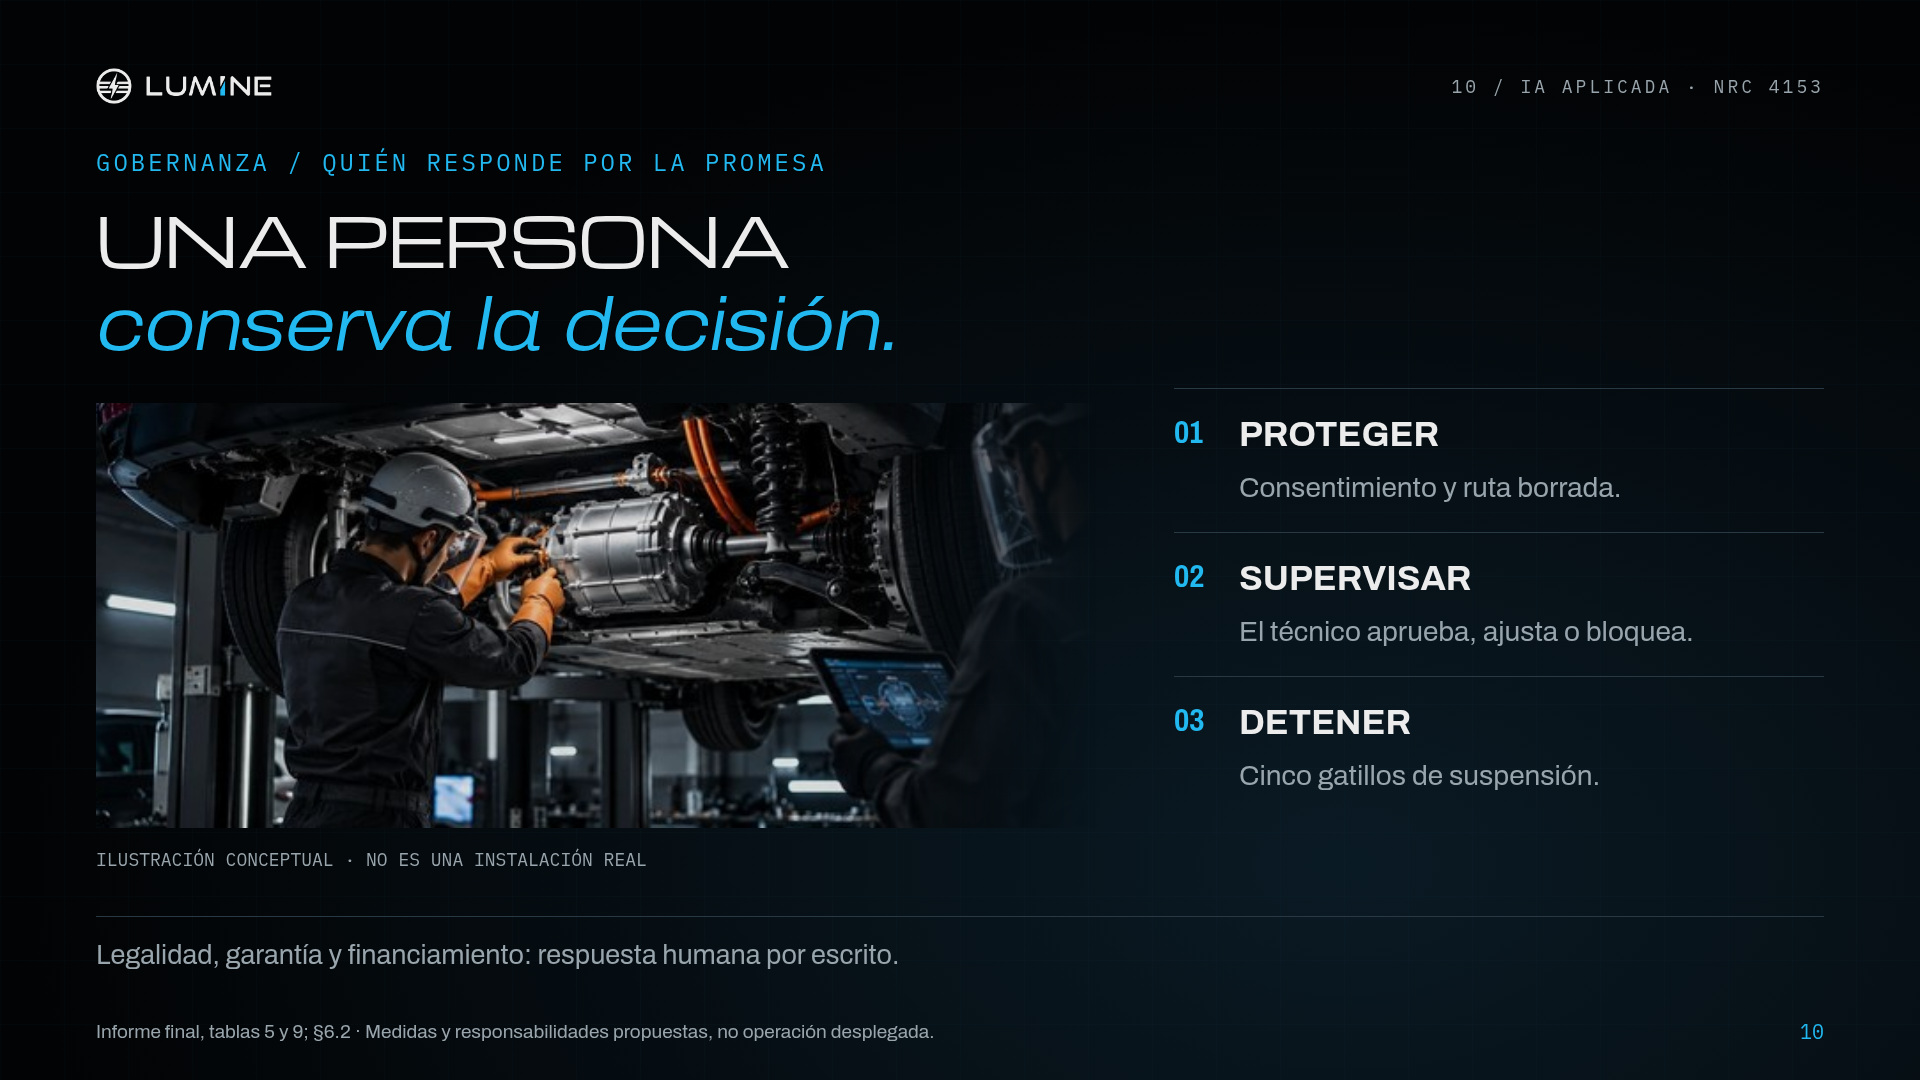 LUMINE
10 / IA APLICADA · NRC 4153
GOBERNANZA / QUIÉN RESPONDE POR LA PROMESA
UNA PERSONA
conserva la decisión.
01 PROTEGER
Consentimiento y ruta borrada.
02 SUPERVISAR
El técnico aprueba, ajusta o bloquea.
03 DETENER
Cinco gatillos de suspensión.
ILUSTRACIÓN CONCEPTUAL · NO ES UNA INSTALACIÓN REAL
Legalidad, garantía y financiamiento: respuesta humana por escrito.
Informe final, tablas 5 y 9; §6.2 · Medidas y responsabilidades propuestas, no operación desplegada.
10